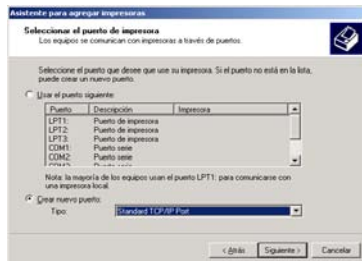 Asistente para agregar impresoras
Seleccionar el puerto de impresora
Los equipos se comunican con impresoras a través de puertos.
Seleccione el puerto que desee que use su impresora. Si el puerto no está en la lista,
puede crear un nuevo puerto.
Usar el puerto siguiente:
Puerto Descripción Impresora
LPT1: Puerto de impresora
LPT2: Puerto de impresora
LPT3: Puerto de impresora
COM1: Puerto serie
COM2: Puerto serie
Nota: la mayoría de los equipos usan el puerto LPT1: para comunicarse con
una impresora local.
Crear nuevo puerto:
Tipo: Standard TCP/IP Port
< Atrás Siguiente > Cancelar